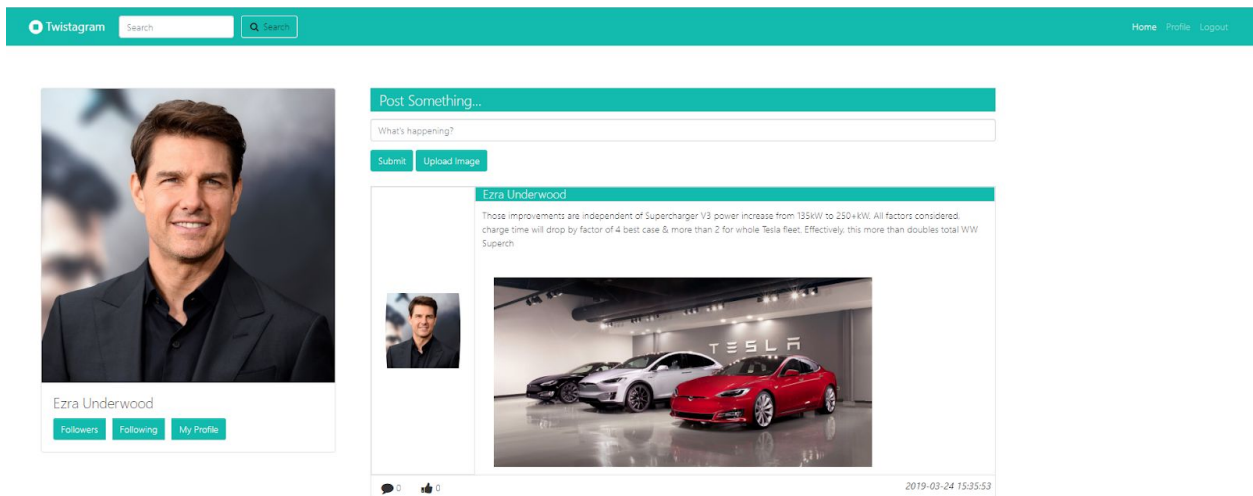 Twistagram
Search
Search
Home
Profile
Logout
Post Something...
What's happening?
Submit
Upload Image
Ezra Underwood
Those improvements are independent of Supercharger V3 power increase from 135kW to 250+kW. All factors considered,
charge time will drop by factor of 4 best case & more than 2 for whole Tesla fleet. Effectively, this more than doubles total WW
Superch
TESLA
Ezra Underwood
Followers
Following
My Profile
0
0
2019-03-24 15:35:53